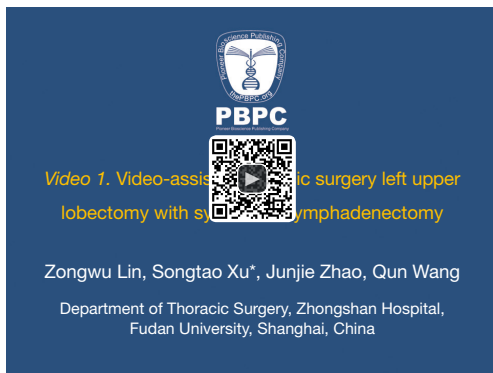 Pioneer Bioscience Publishing Company
thePBPC.org
PBPC
Pioneer Bioscience Publishing Company
Video 1. Video-assis ic surgery left upper
lobectomy with sy ymphadenectomy
Zongwu Lin, Songtao Xu*, Junjie Zhao, Qun Wang
Department of Thoracic Surgery, Zhongshan Hospital,
Fudan University, Shanghai, China